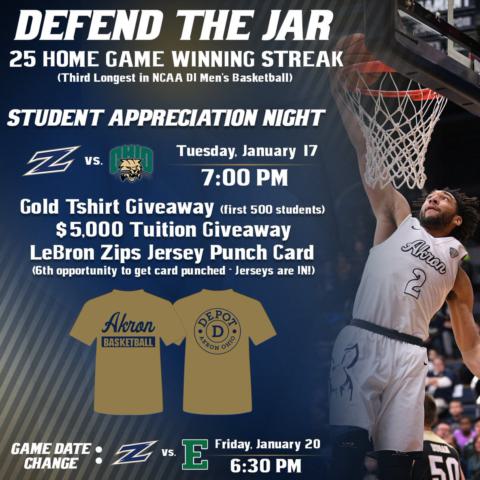 DEFEND THE JAR
25 HOME GAME WINNING STREAK
(Third Longest in NCAA DI Men's Basketball)
STUDENT APPRECIATION NIGHT
Z vs. OHIO Tuesday, January 17
7:00 PM
Gold Tshirt Giveaway (first 500 students)
$5,000 Tuition Giveaway
LeBron Zips Jersey Punch Card
(6th opportunity to get card punched - Jerseys are IN!)
Akron
BASKETBALL
DEPOT
D
AKRON OHIO
Akron
2
GAME DATE CHANGE : Z vs. E Friday, January 20
6:30 PM
50